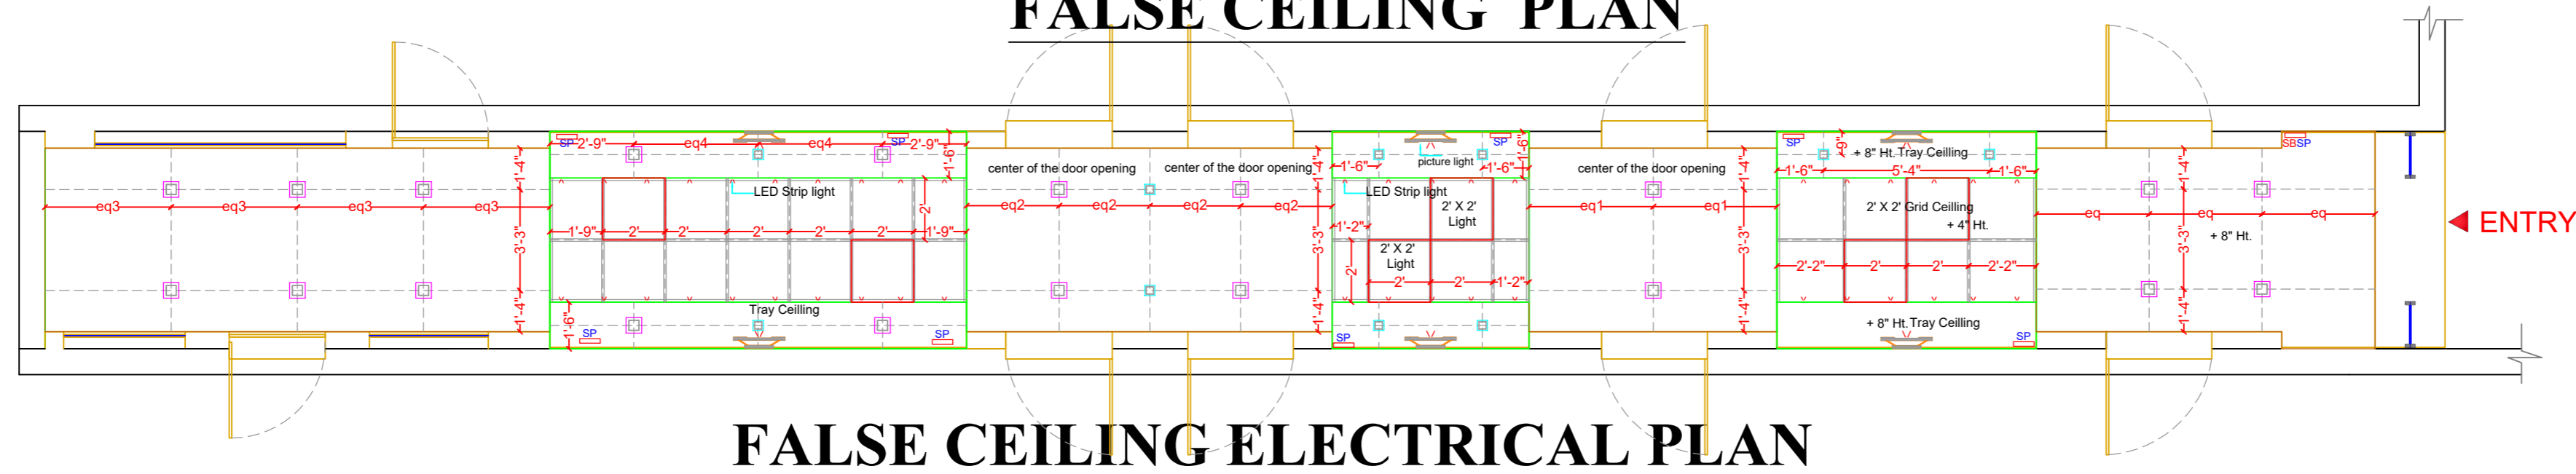 FALSE CEILING PLAN
SP 2'-9" eq4 eq4 SP 2'-9"
1'-6"
LED Strip light
eq3 eq3 eq3 eq3
1'-4"
3'-3"
1'-4"
2'
1'-9" 2' 2' 2' 2' 2' 1'-9"
Tray Ceilling
1'-6"
SP SP
center of the door opening center of the door opening
1'-4"
eq2 eq2 eq2 eq2
3'-3"
1'-4"
SP
1'-6"
picture light
1'-6" 1'-6"
LED Strip light
2' X 2'
Light
1'-2"
2' X 2'
Light
2'
2' 2' 1'-2"
SP
center of the door opening
1'-4"
eq1 eq1
3'-3"
1'-4"
SP
9"
+ 8" Ht. Tray Ceilling
1'-6" 5'-4" 1'-6"
2' X 2' Grid Ceilling
+ 4" Ht.
2'-2" 2' 2' 2'-2"
+ 8" Ht. Tray Ceilling
SP
SBSP
1'-4"
eq eq eq
3'-3"
+ 8" Ht.
1'-4"
ENTRY
FALSE CEILING ELECTRICAL PLAN